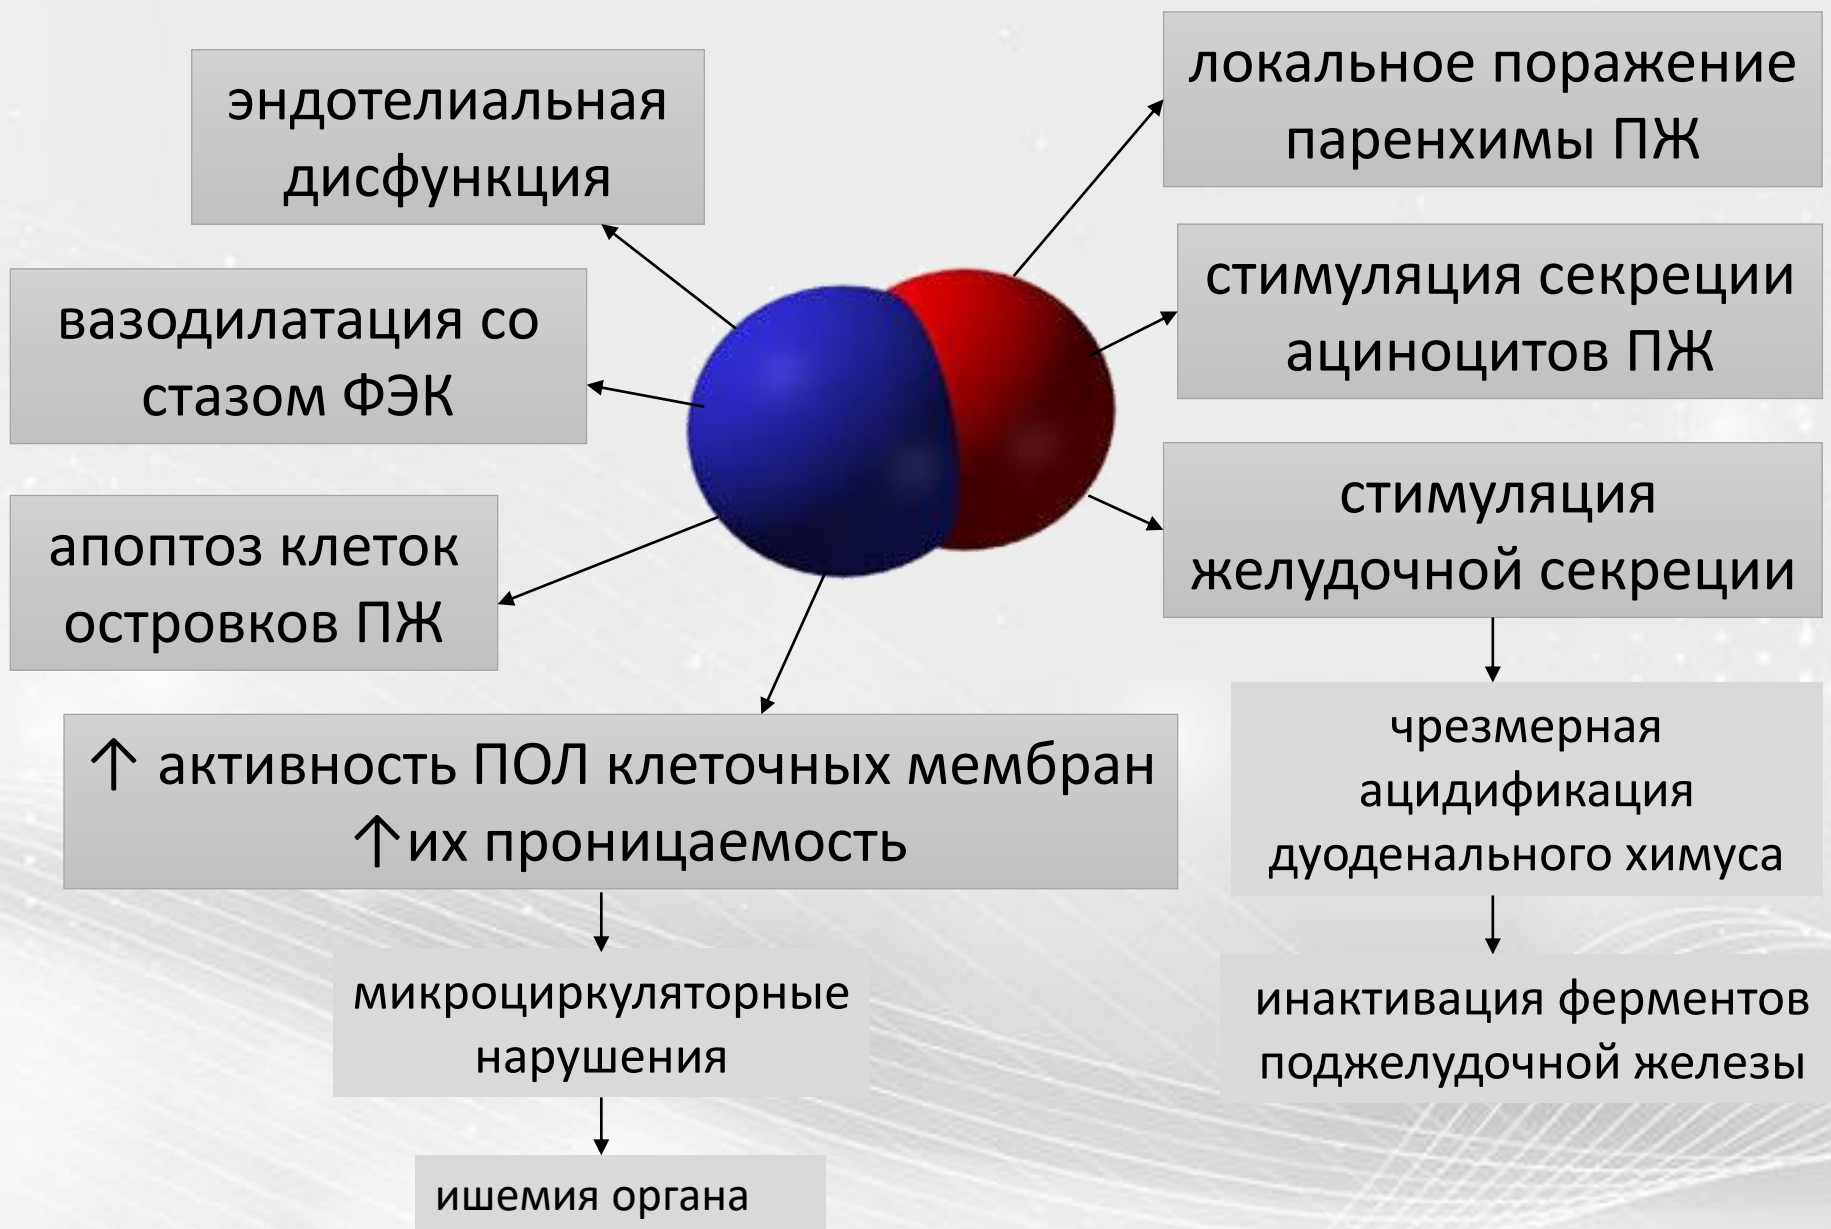 эндотелиальная
дисфункция
вазодилатация со
стазом ФЭК
апоптоз клеток
островков ПЖ
↑ активность ПОЛ клеточных мембран
↑их проницаемость
микроциркуляторные
нарушения
ишемия органа
локальное поражение
паренхимы ПЖ
стимуляция секреции
ациноцитов ПЖ
стимуляция
желудочной секреции
чрезмерная
ацидификация
дуоденального химуса
инактивация ферментов
поджелудочной железы